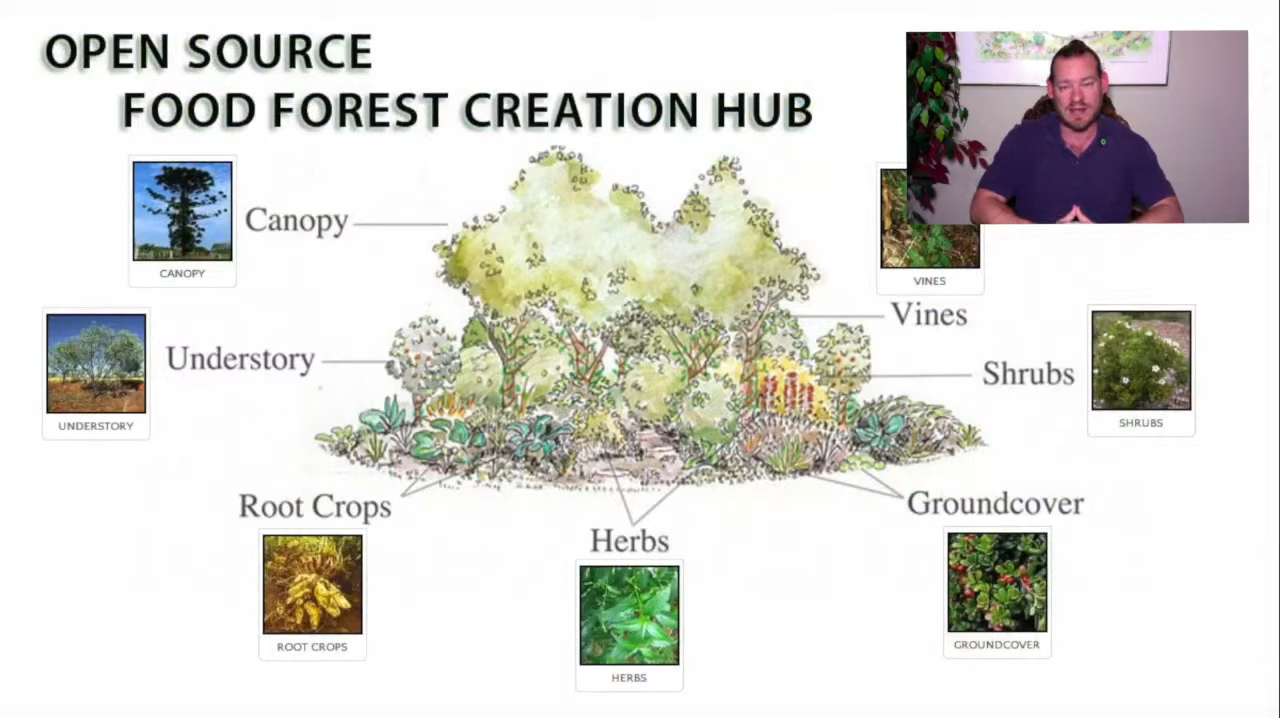 OPEN SOURCE
FOOD FOREST CREATION HUB
CANOPY
Canopy
VINES
Vines
UNDERSTORY
Understory
Shrubs
SHRUBS
Root Crops
ROOT CROPS
Herbs
HERBS
Groundcover
GROUNDCOVER